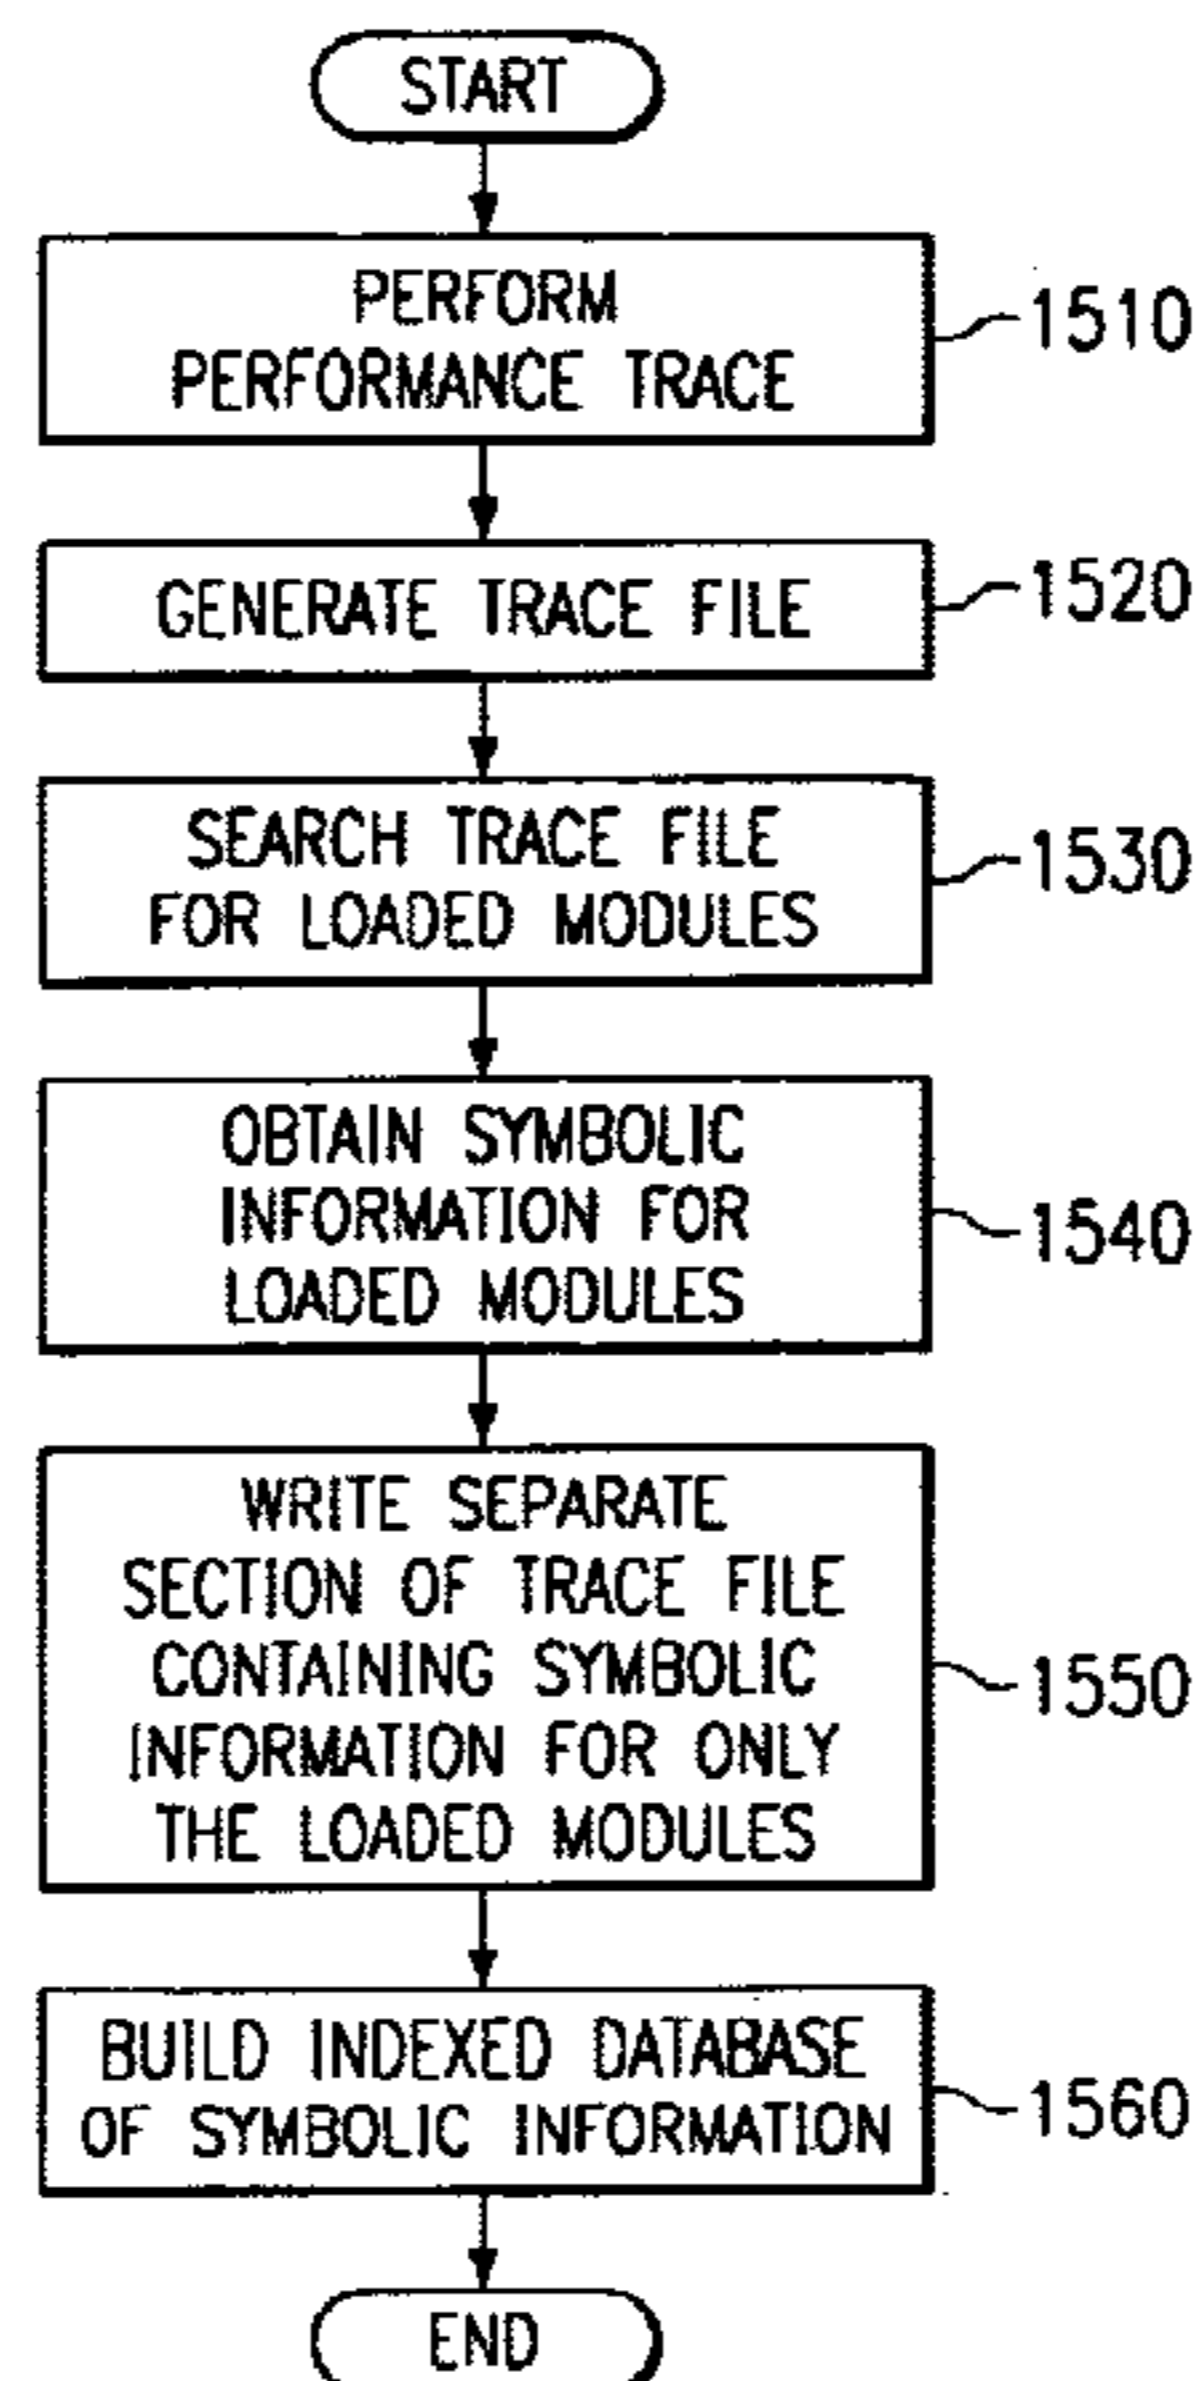 START
PERFORM
PERFORMANCE TRACE
1510
GENERATE TRACE FILE
1520
SEARCH TRACE FILE
FOR LOADED MODULES
1530
OBTAIN SYMBOLIC
INFORMATION FOR
LOADED MODULES
1540
WRITE SEPARATE
SECTION OF TRACE FILE
CONTAINING SYMBOLIC
INFORMATION FOR ONLY
THE LOADED MODULES
1550
BUILD INDEXED DATABASE
OF SYMBOLIC INFORMATION
1560
END